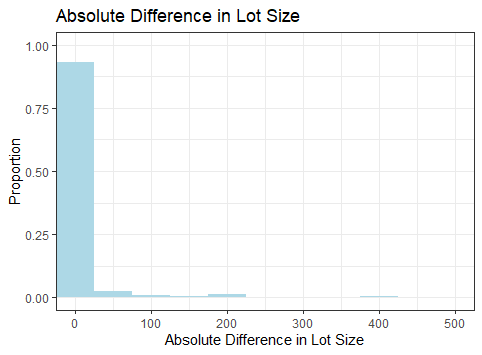 Absolute Difference in Lot Size
1.00
0.75
0.50
0.25
0.00
Proportion
0 100 200 300 400 500
Absolute Difference in Lot Size